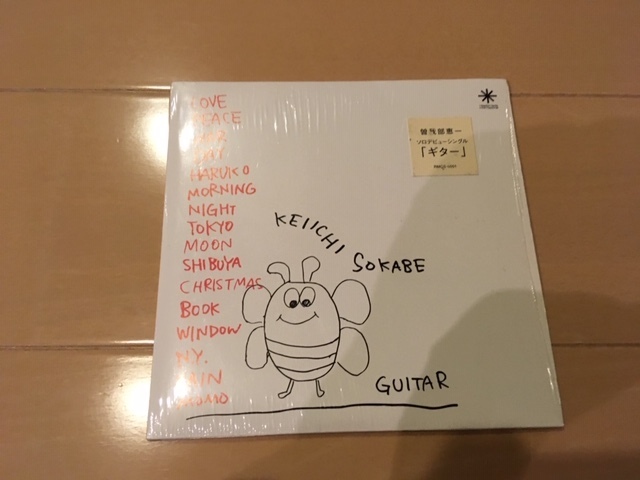 LOVE
PEACE
HARUKO
MORNING
NIGHT
TOKYO
MOON
SHIBUYA
CHRISTMAS
BOOK
WINDOW
N.Y.
KEIICHI
SOKABE
GUITAR
曽我部恵一
ソロデビューシングル
「ギター」